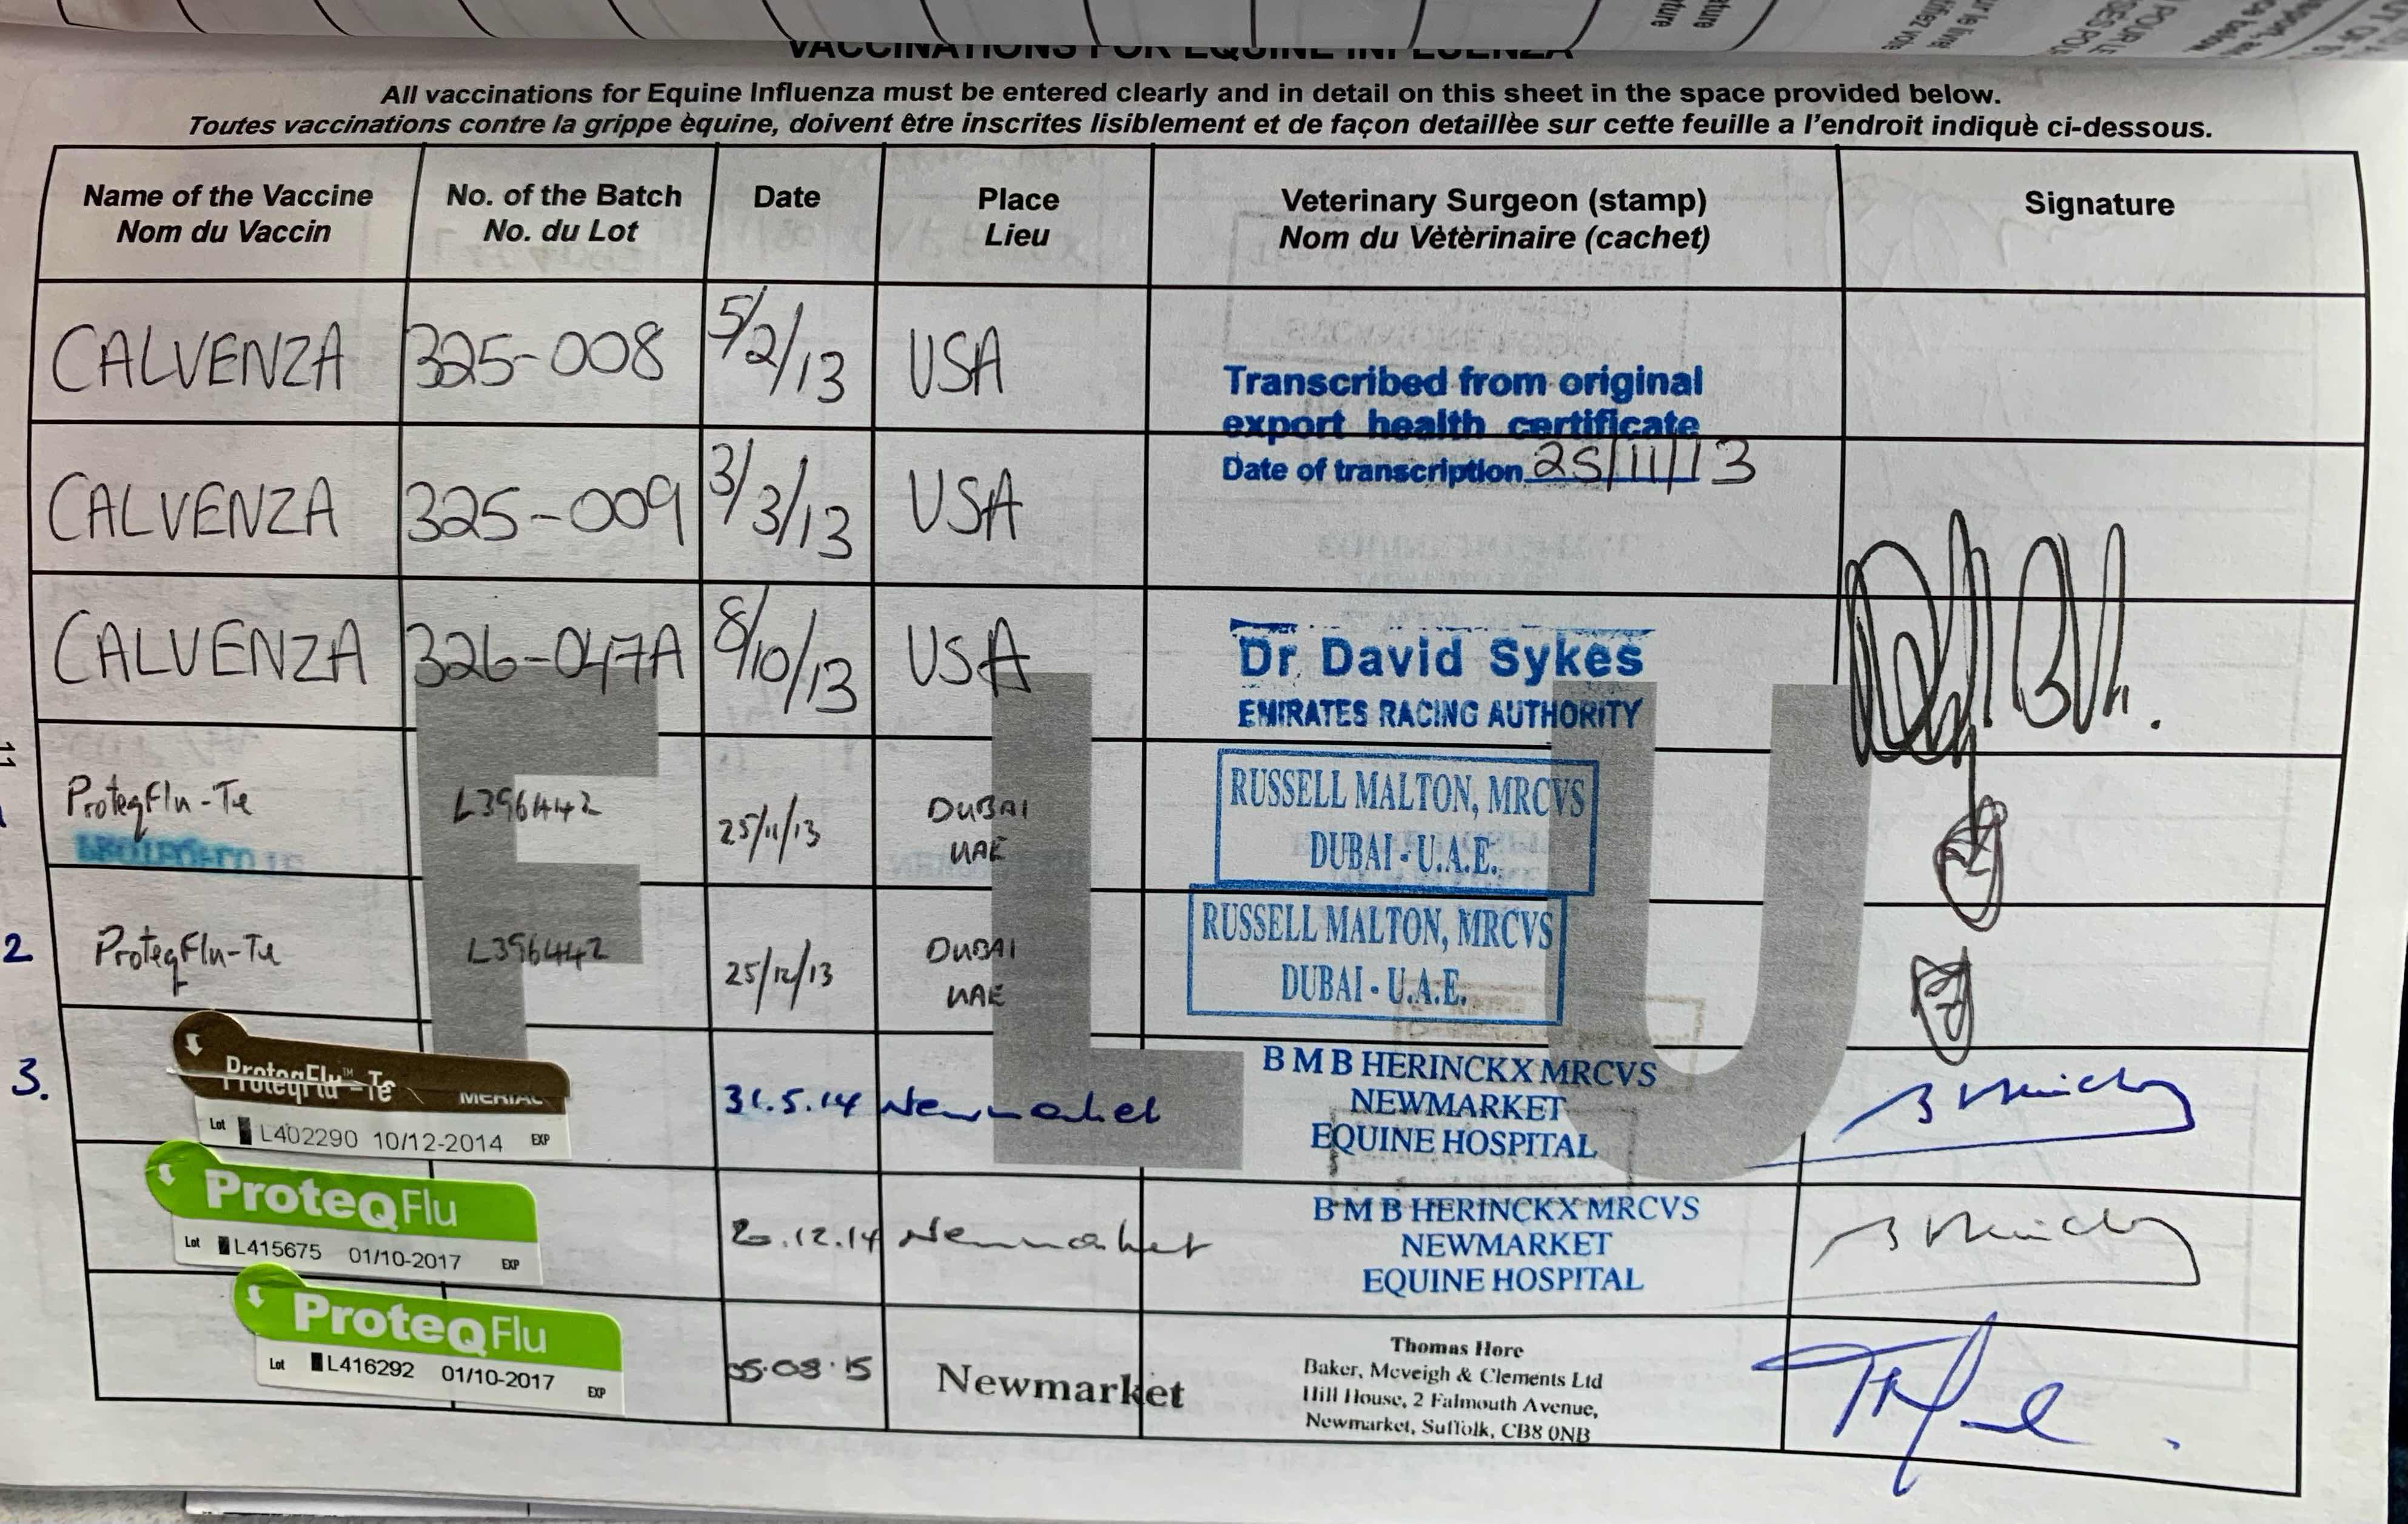 VACCINATIONS FOR EQUINE INFLUENZA
All vaccinations for Equine Influenza must be entered clearly and in detail on this sheet in the space provided below.
Toutes vaccinations contre la grippe èquine, doivent être inscrites lisiblement et de façon detaillèe sur cette feuille a l'endroit indiquè ci-dessous.
Name of the Vaccine
Nom du Vaccin
No. of the Batch
No. du Lot
Date
Place
Lieu
Veterinary Surgeon (stamp)
Nom du Vètèrinaire (cachet)
Signature
CALVENZA 325-008 5/2/13 USA
Transcribed from original
export health certificate
Date of transcription 25/11/13
CALVENZA 325-009 3/3/13 USA
CALVENZA 326-047A 8/10/13 USA
Dr David Sykes
EMIRATES RACING AUTHORITY
FLU
ProteqFlu-Te L396442 25/11/13 DUBAI
UAE
RUSSELL MALTON, MRCVS
DUBAI - U.A.E.
2 ProteqFlu-Te L396442 25/12/13 DUBAI
UAE
RUSSELL MALTON, MRCVS
DUBAI - U.A.E.
3.
ProteqFlu™-Te
MERIAL
Lot L402290 10/12-2014 EXP
31.5.14 Newmarket
B M B HERINCKX MRCVS
NEWMARKET
EQUINE HOSPITAL
ProteqFlu
Lot L415675 01/10-2017 EXP
20.12.14 Newmarket
B M B HERINCKX MRCVS
NEWMARKET
EQUINE HOSPITAL
ProteqFlu
Lot L416292 01/10-2017 EXP
05.08.15 Newmarket
Thomas Hore
Baker, Mcveigh & Clements Ltd
Hill House, 2 Falmouth Avenue,
Newmarket, Suffolk, CB8 0NB